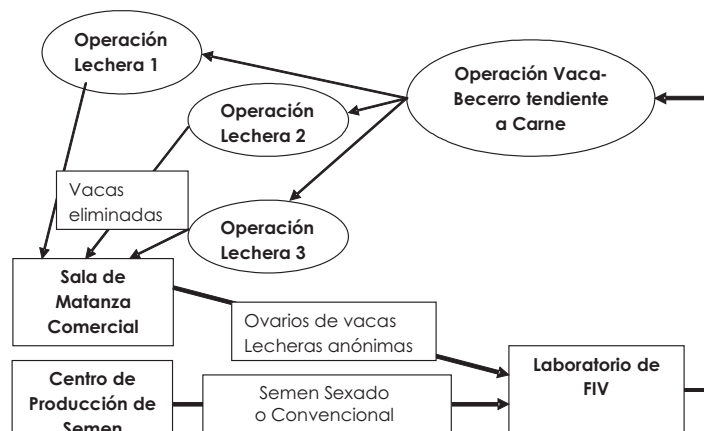 Operación
Lechera 1
Operación Vaca-
Becerro tendiente
a Carne
Operación
Lechera 2
Vacas
eliminadas
Operación
Lechera 3
Sala de
Matanza
Comercial
Ovarios de vacas
Lecheras anónimas
Laboratorio de
FIV
Centro de
Producción de
Semen
Semen Sexado
o Convencional